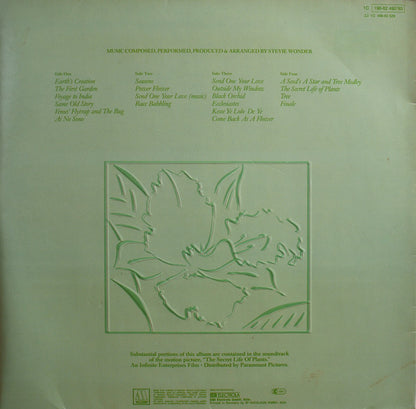 MUSIC COMPOSED, PERFORMED, PRODUCED & ARRANGED BY STEVIE WONDER
Side One
Earth's Creation
The First Garden
Voyage to India
Same Old Story
Venus' Flytrap and The Bug
Ai No Sono
Side Two
Seasons
Power Flower
Send One Your Love (music)
Race Babbling
Side Three
Send One Your Love
Outside My Window
Black Orchid
Ecclesiastes
Kesse Ye Lolo De Ye
Come Back As A Flower
Side Four
A Seed's A Star and Tree Medley
The Secret Life of Plants
Tree
Finale
Substantial portions of this album are contained in the soundtrack
of the motion picture, "The Secret Life Of Plants."
An Infinite Enterprises Film · Distributed by Paramount Pictures.
ELECTROLA